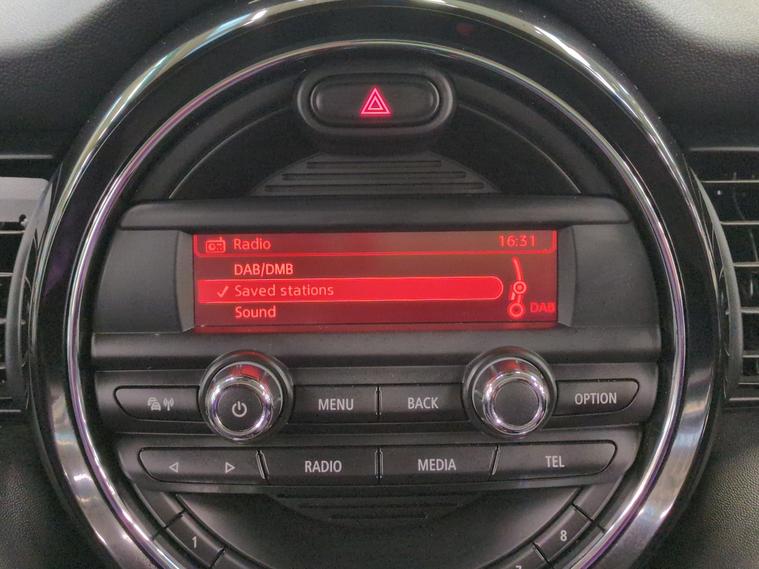 Radio 16:31
DAB/DMB
✓ Saved stations
Sound DAB
MENU BACK OPTION
RADIO MEDIA TEL
1 8